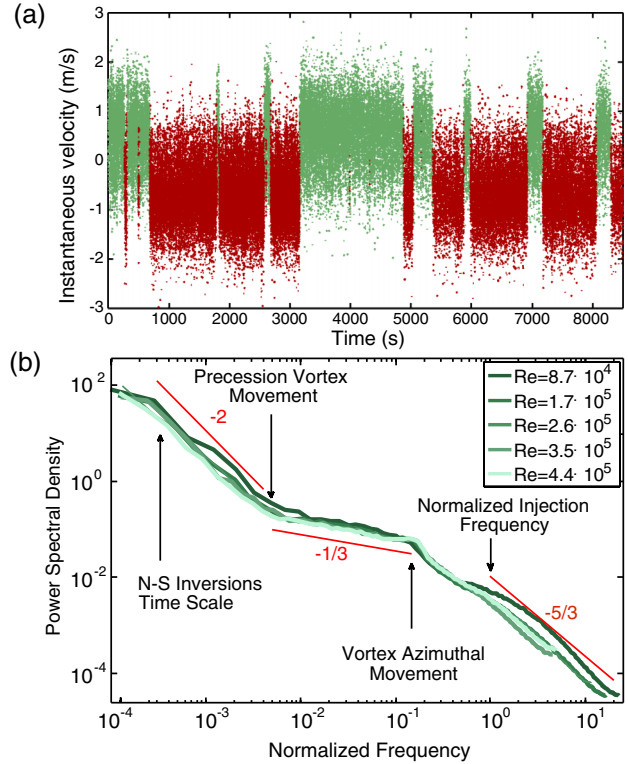 (a)
Instantaneous velocity (m/s)
3
2
1
0
-1
-2
-3
0 1000 2000 3000 4000 5000 6000 7000 8000
Time (s)
(b)
Power Spectral Density
10^2
10^0
10^-2
10^-4
Precession Vortex
Movement
-2
Re=8.7· 10^4
Re=1.7· 10^5
Re=2.6· 10^5
Re=3.5· 10^5
Re=4.4· 10^5
Normalized Injection
Frequency
-1/3
N-S Inversions
Time Scale
-5/3
Vortex Azimuthal
Movement
10^-4 10^-3 10^-2 10^-1 10^0 10^1
Normalized Frequency